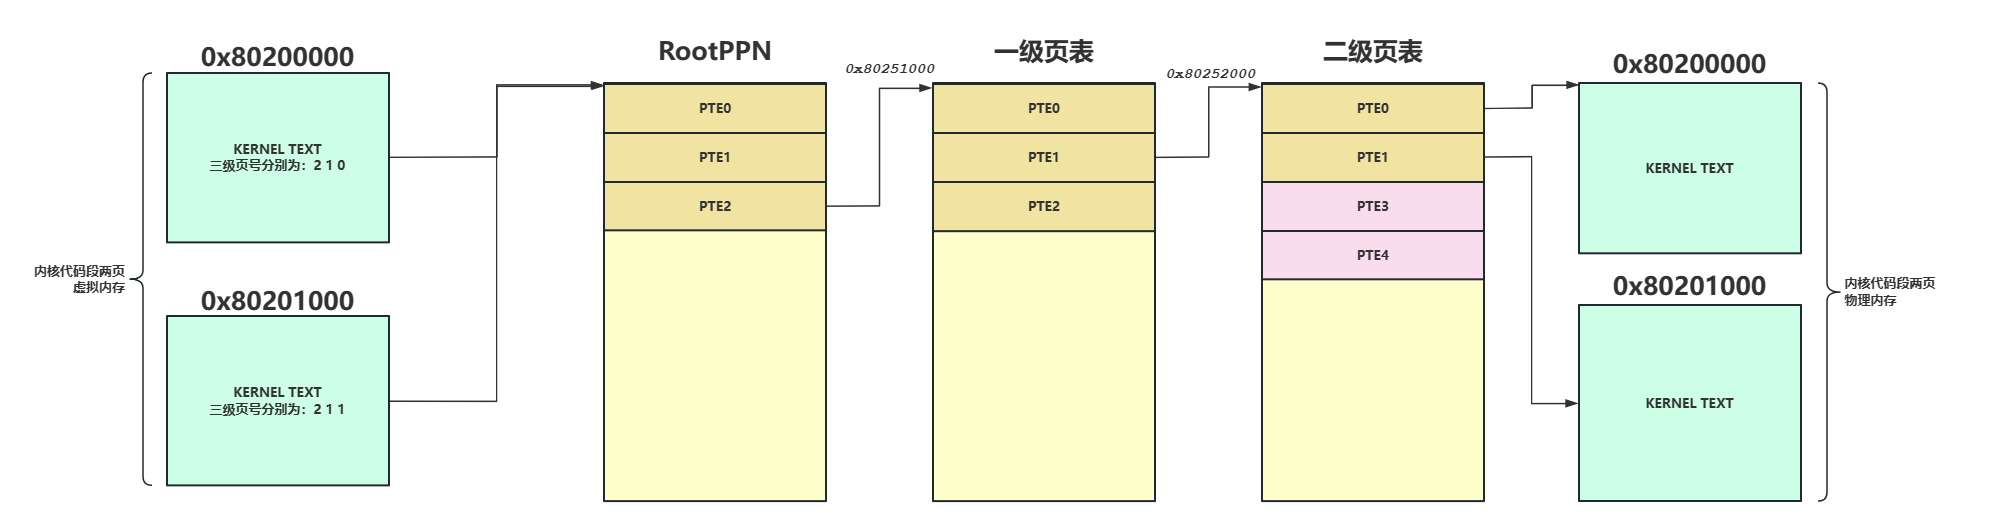 0x80200000
KERNEL TEXT
三级页号分别为：2 1 0
内核代码段两页
虚拟内存
0x80201000
KERNEL TEXT
三级页号分别为：2 1 1
RootPPN
PTE0
PTE1
PTE2
0x80251000
一级页表
PTE0
PTE1
PTE2
0x80252000
二级页表
PTE0
PTE1
PTE3
PTE4
0x80200000
KERNEL TEXT
0x80201000
KERNEL TEXT
内核代码段两页
物理内存